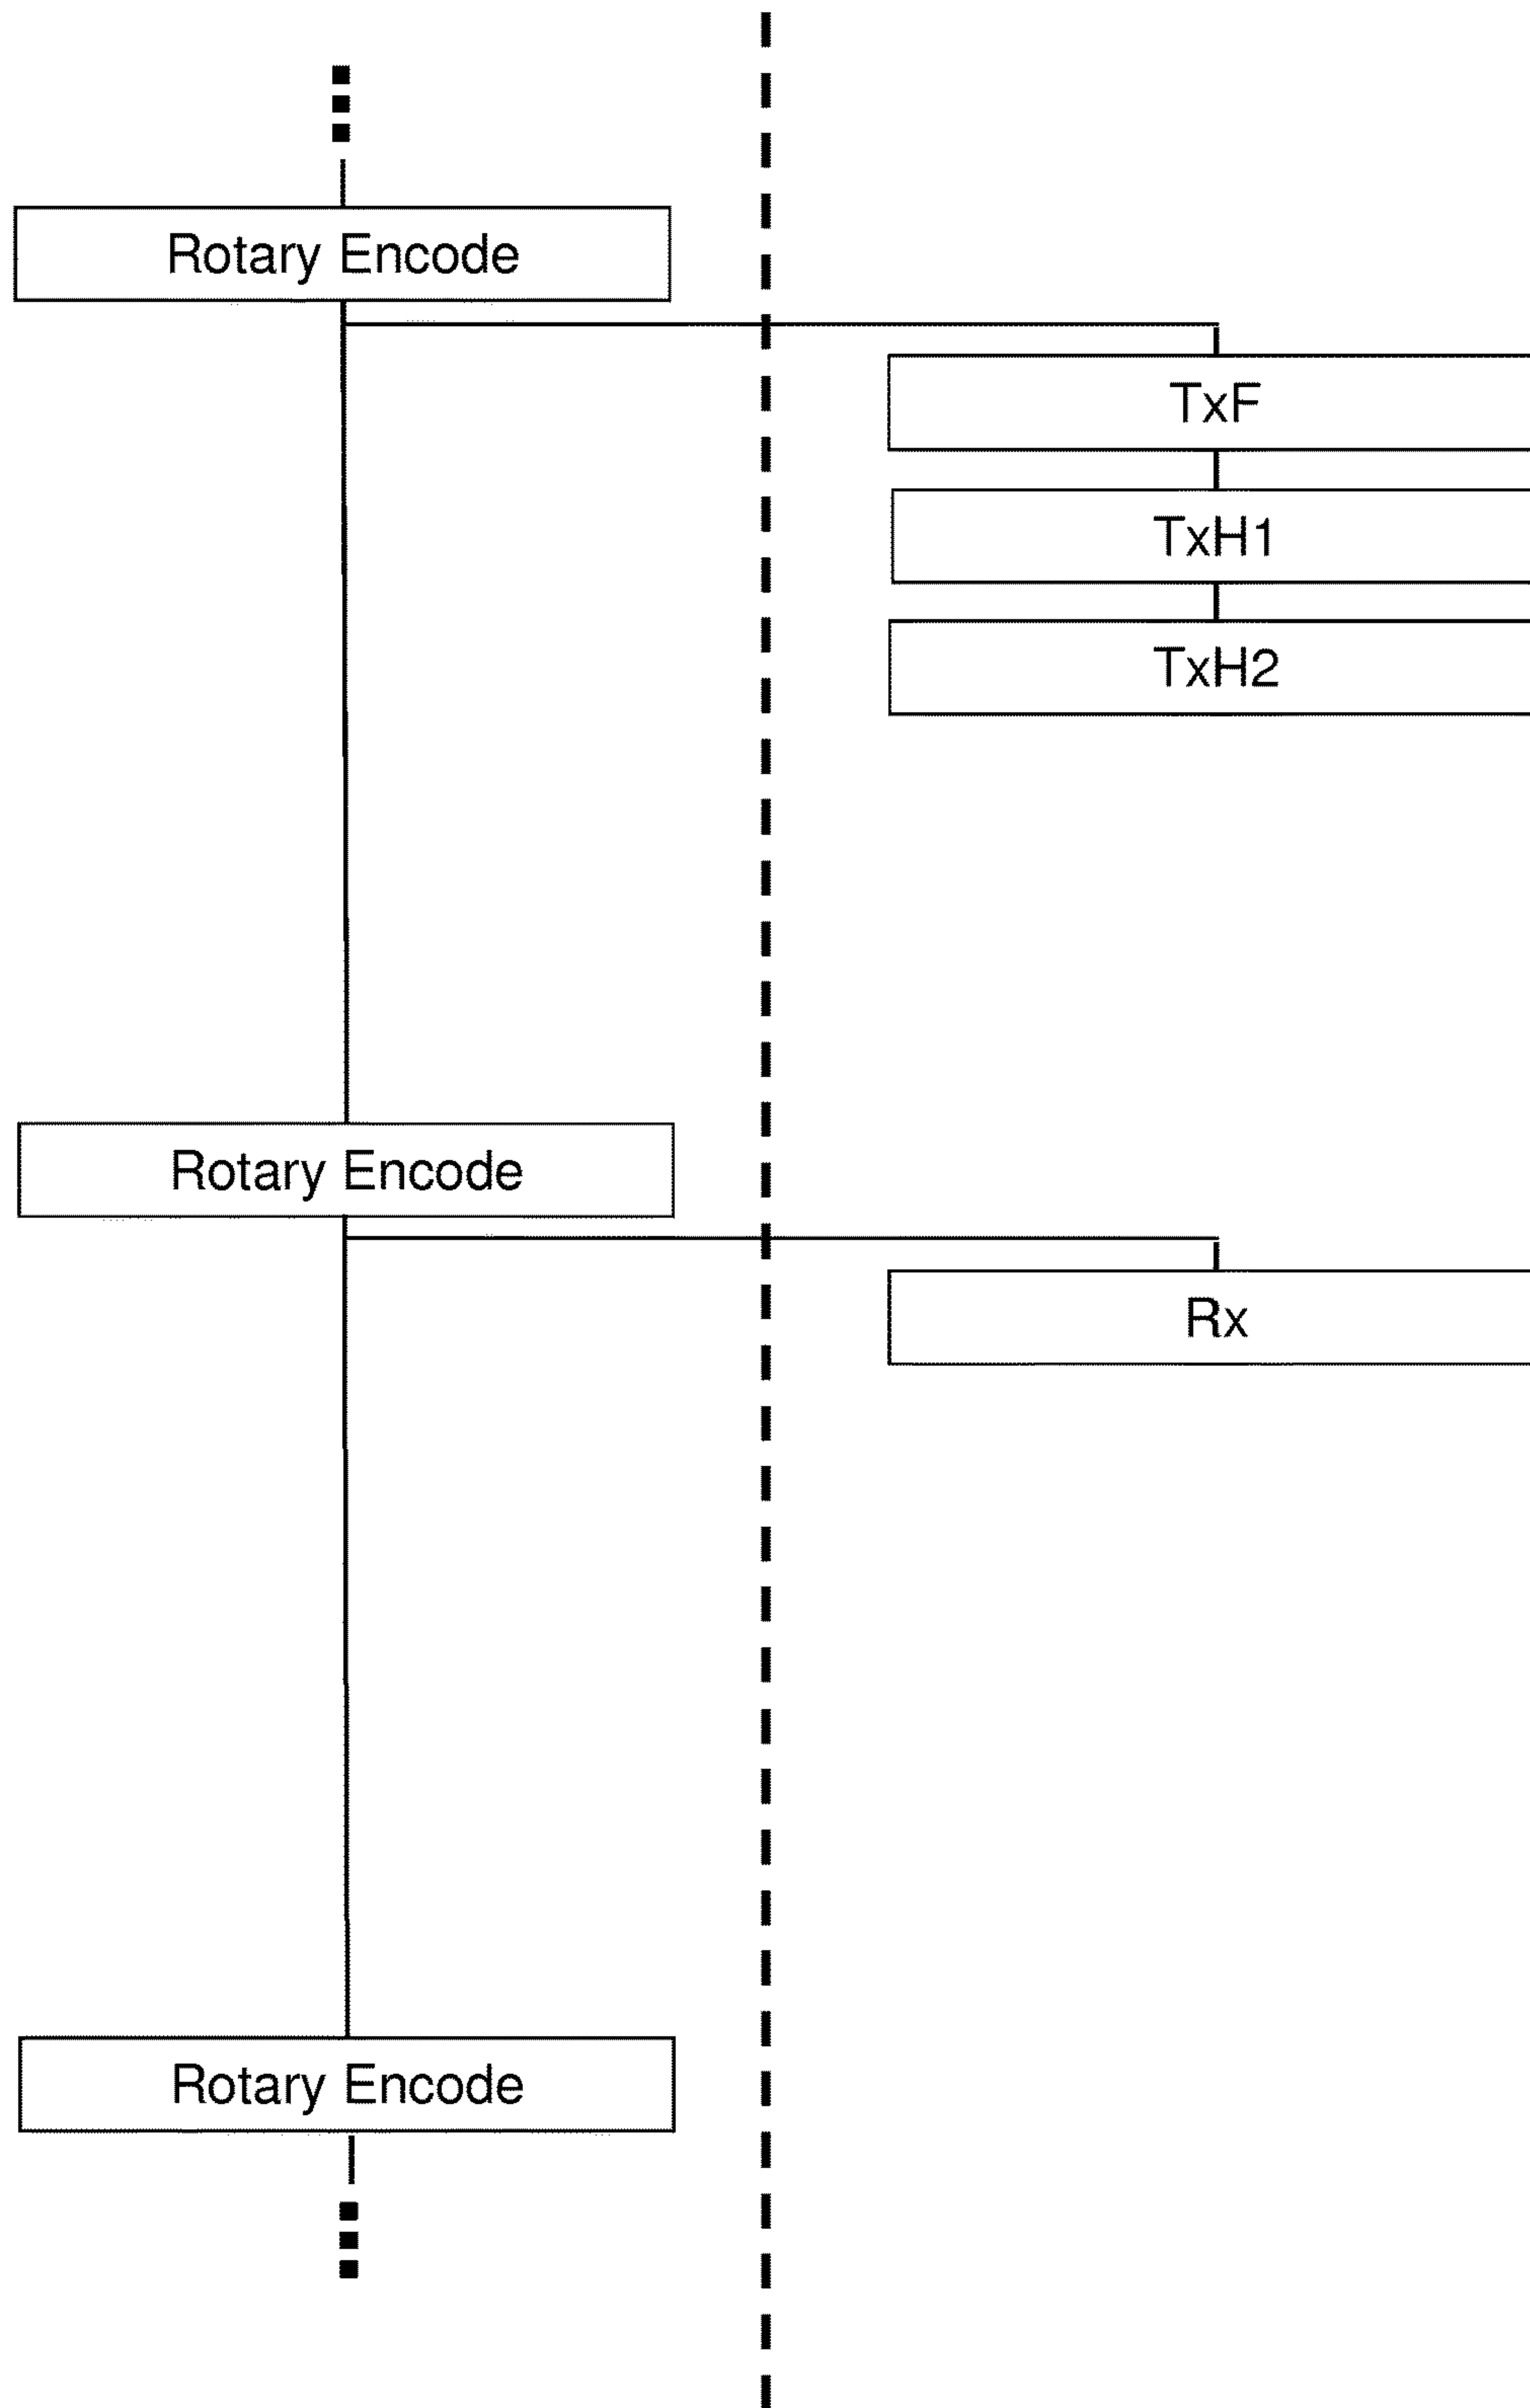 Rotary Encode
TxF
TxH1
TxH2
Rotary Encode
Rx
Rotary Encode